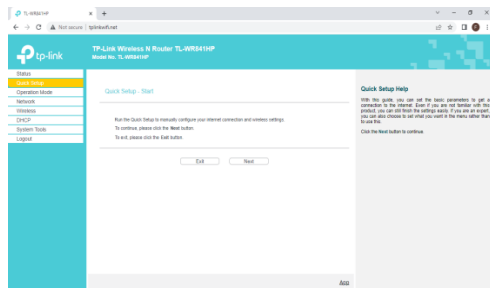 TL-WR941HP
Not secure | tplinkwifi.net
tp-link
TP-Link Wireless N Router TL-WR941HP
Model No. TL-WR941HP
Status
Quick Setup
Operation Mode
Network
Wireless
DHCP
System Tools
Logout
Quick Setup - Start
Run the Quick Setup to manually configure your internet connection and wireless settings.
To continue, please click the Next button.
To exit, please click the Exit button.
Exit
Next
Quick Setup Help
With this guide, you can set the basic parameters to get a
connection to the internet. Even if you are not familiar with this
product, you can still finish the settings easily. If you are an expert,
you can also choose to set what you want in the menu rather than
to use this.
Click the Next button to continue.
App